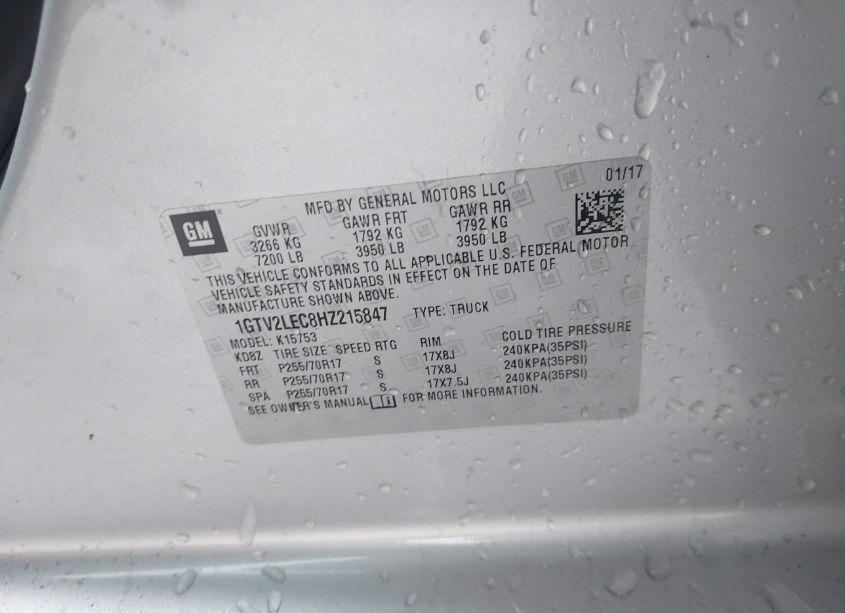 01/17
MFD BY GENERAL MOTORS LLC
GM
GVWR GAWR FRT GAWR RR
3266 KG 1792 KG 1792 KG
7200 LB 3950 LB 3950 LB
THIS VEHICLE CONFORMS TO ALL APPLICABLE U.S. FEDERAL MOTOR
VEHICLE SAFETY STANDARDS IN EFFECT ON THE DATE OF
MANUFACTURE SHOWN ABOVE.
1GTV2LEC8HZ215847 TYPE: TRUCK
MODEL: K15753
KD8Z TIRE SIZE SPEED RTG RIM COLD TIRE PRESSURE
FRT P255/70R17 S 17X8J 240KPA(35PSI)
RR P255/70R17 S 17X8J 240KPA(35PSI)
SPA P255/70R17 S 17X7.5J 240KPA(35PSI)
SEE OWNER'S MANUAL FOR MORE INFORMATION.